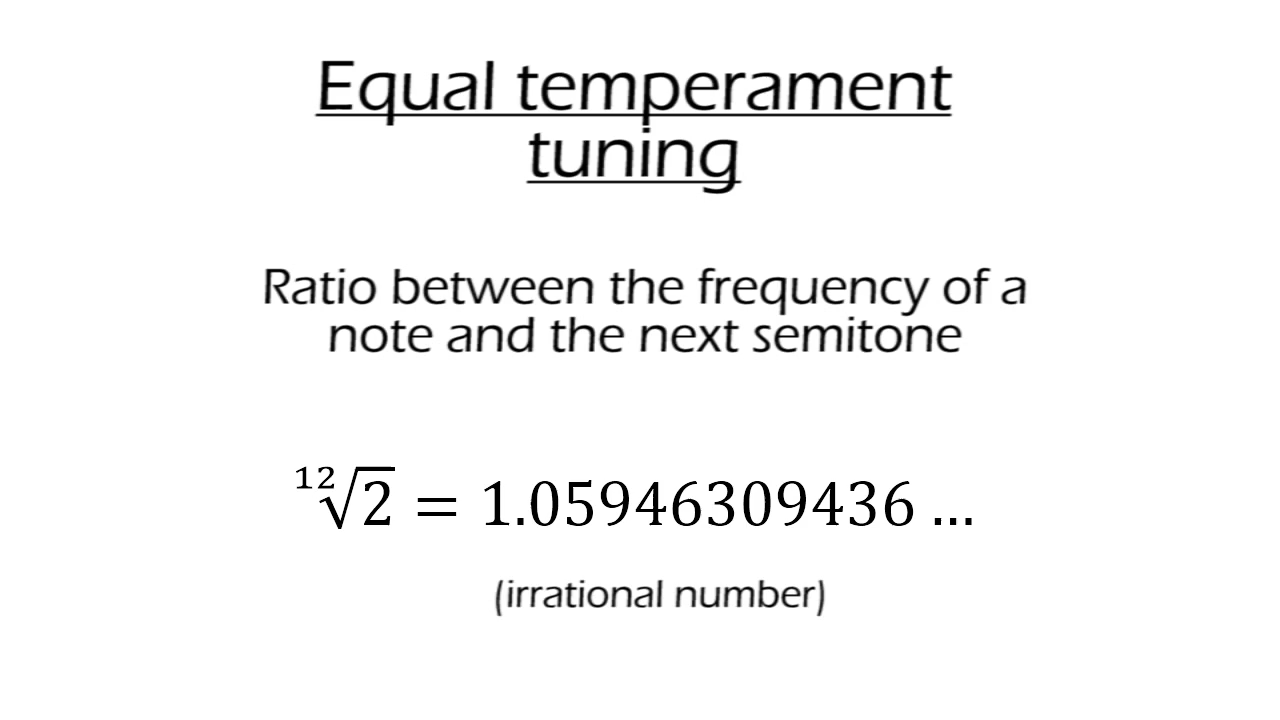 Equal temperament
tuning
Ratio between the frequency of a
note and the next semitone
¹²√2 = 1.05946309436 ...
(irrational number)